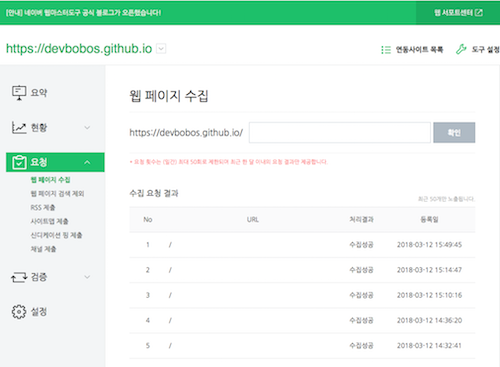 [안내] 네이버 웹마스터도구 공식 블로그가 오픈했습니다!
웹 서포트센터
https://devbobos.github.io
연동사이트 목록
도구 설정
요약
현황
요청
웹 페이지 수집
웹 페이지 검색 제외
RSS 제출
사이트맵 제출
신디케이션 핑 제출
채널 제출
검증
설정
웹 페이지 수집
https://devbobos.github.io/
확인
* 요청 횟수는 (일간) 최대 50회로 제한되며 최근 한 달 이내의 요청 결과만 제공합니다.
수집 요청 결과
최근 50개만 노출됩니다.
No URL 처리결과 등록일
1 / 수집성공 2018-03-12 15:49:45
2 / 수집성공 2018-03-12 15:14:47
3 / 수집성공 2018-03-12 15:10:16
4 / 수집성공 2018-03-12 14:36:20
5 / 수집성공 2018-03-12 14:32:41